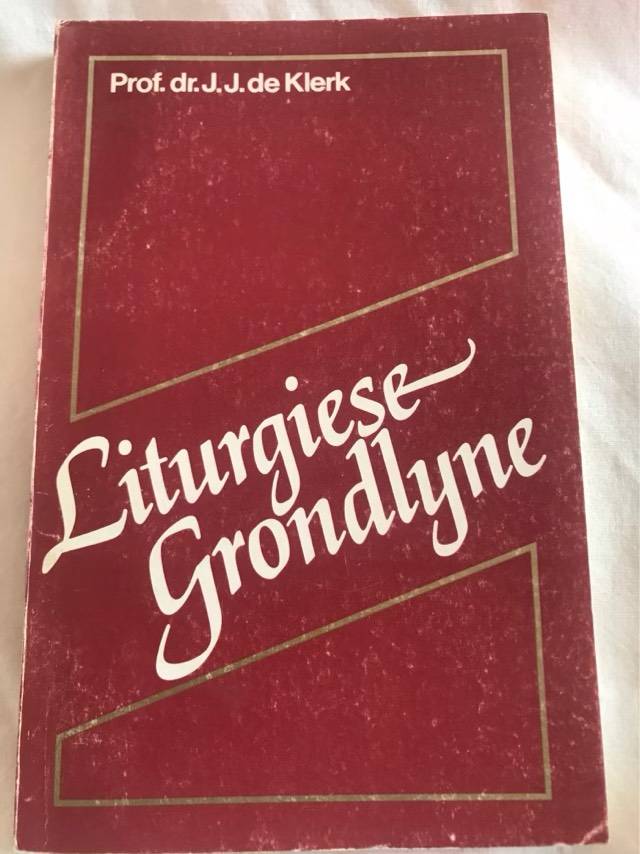 Prof. dr. J. J. de Klerk
Liturgiese
Grondlyne